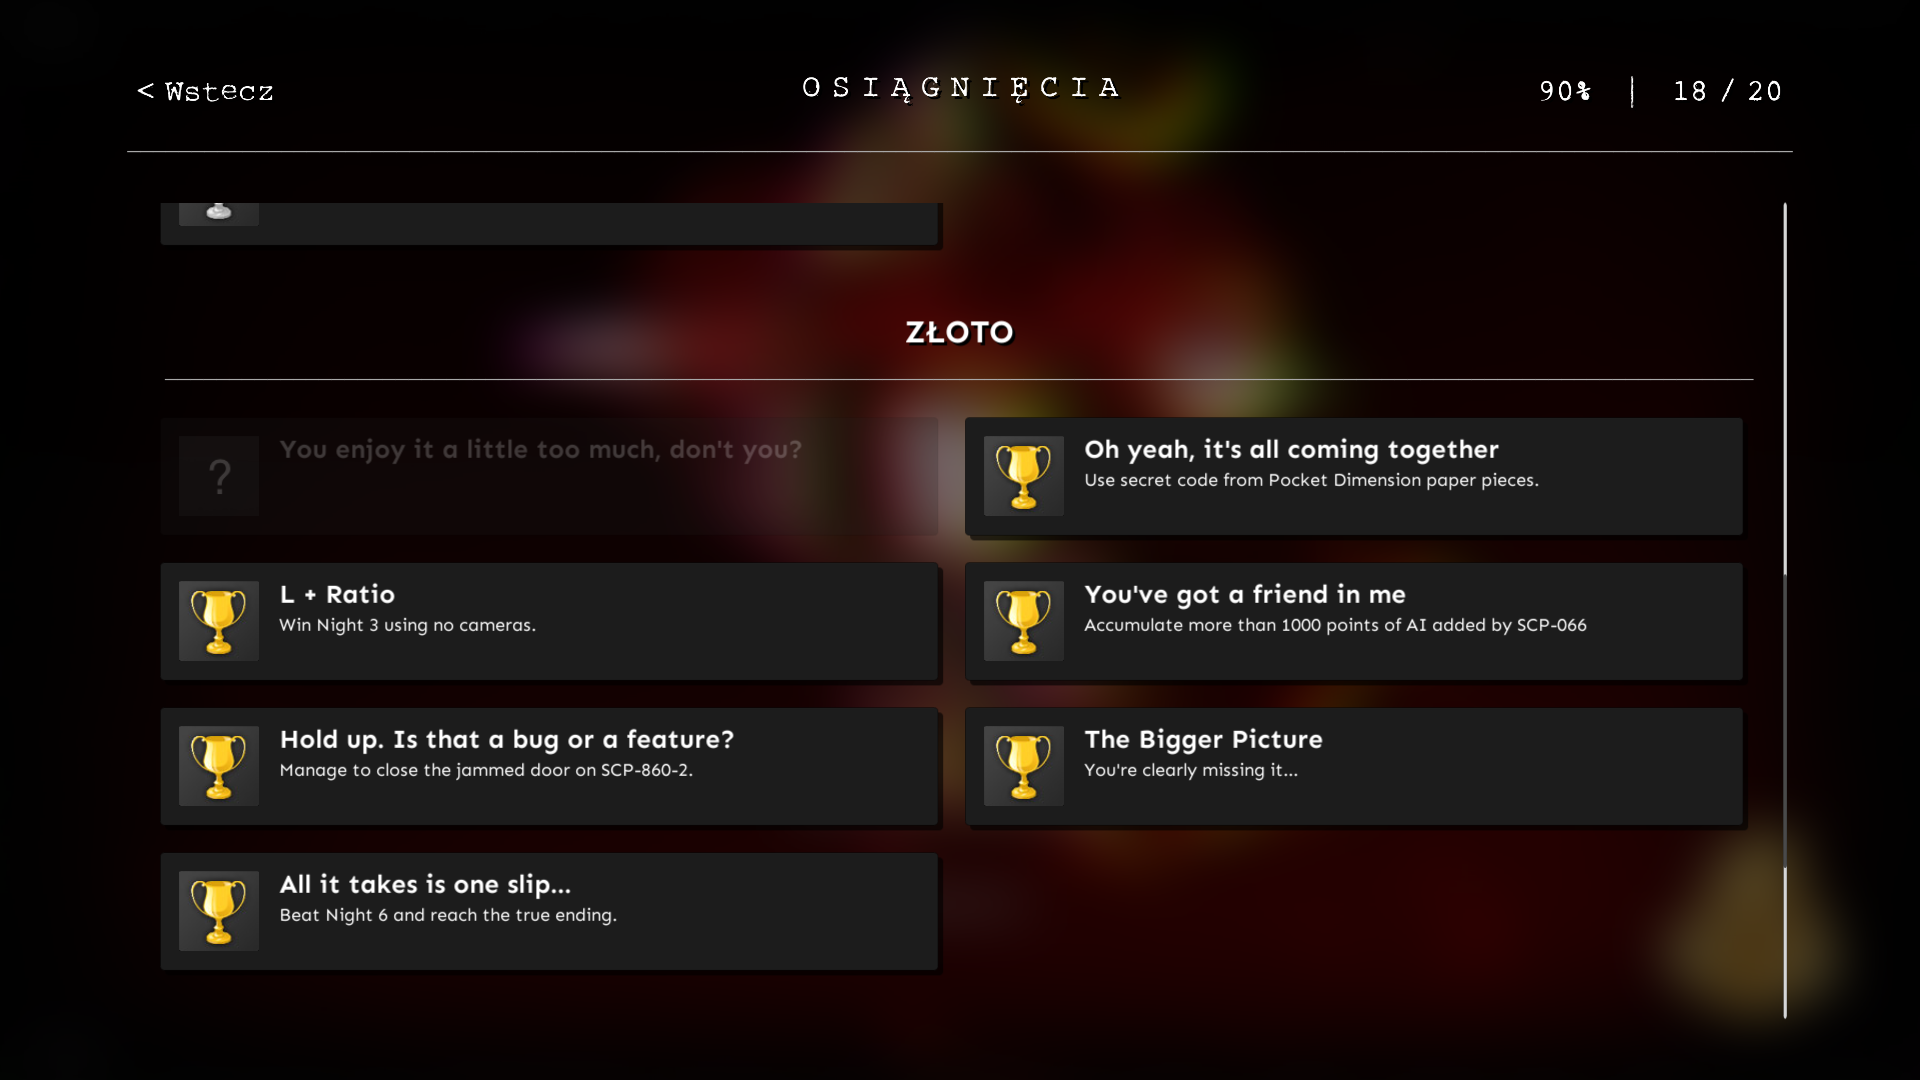 < Wstecz
OSIĄGNIĘCIA
90% | 18 / 20
ZŁOTO
?
You enjoy it a little too much, don't you?
Oh yeah, it's all coming together
Use secret code from Pocket Dimension paper pieces.
L + Ratio
Win Night 3 using no cameras.
You've got a friend in me
Accumulate more than 1000 points of AI added by SCP-066
Hold up. Is that a bug or a feature?
Manage to close the jammed door on SCP-860-2.
The Bigger Picture
You're clearly missing it...
All it takes is one slip...
Beat Night 6 and reach the true ending.